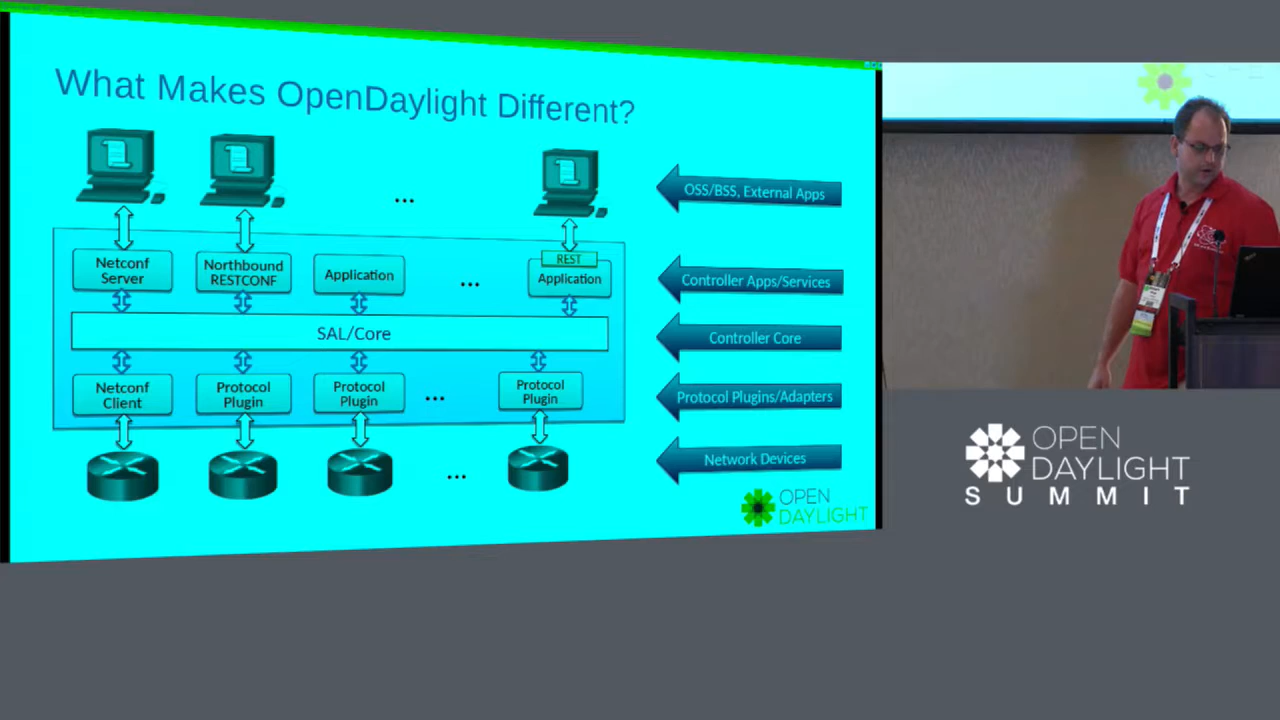 What Makes OpenDaylight Different?
...
OSS/BSS, External Apps
Netconf
Server
Northbound
RESTCONF
Application
...
REST
Application
Controller Apps/Services
SAL/Core
Controller Core
Netconf
Client
Protocol
Plugin
Protocol
Plugin
...
Protocol
Plugin
Protocol Plugins/Adapters
...
Network Devices
OPEN
DAYLIGHT
OPEN
DAYLIGHT
SUMMIT